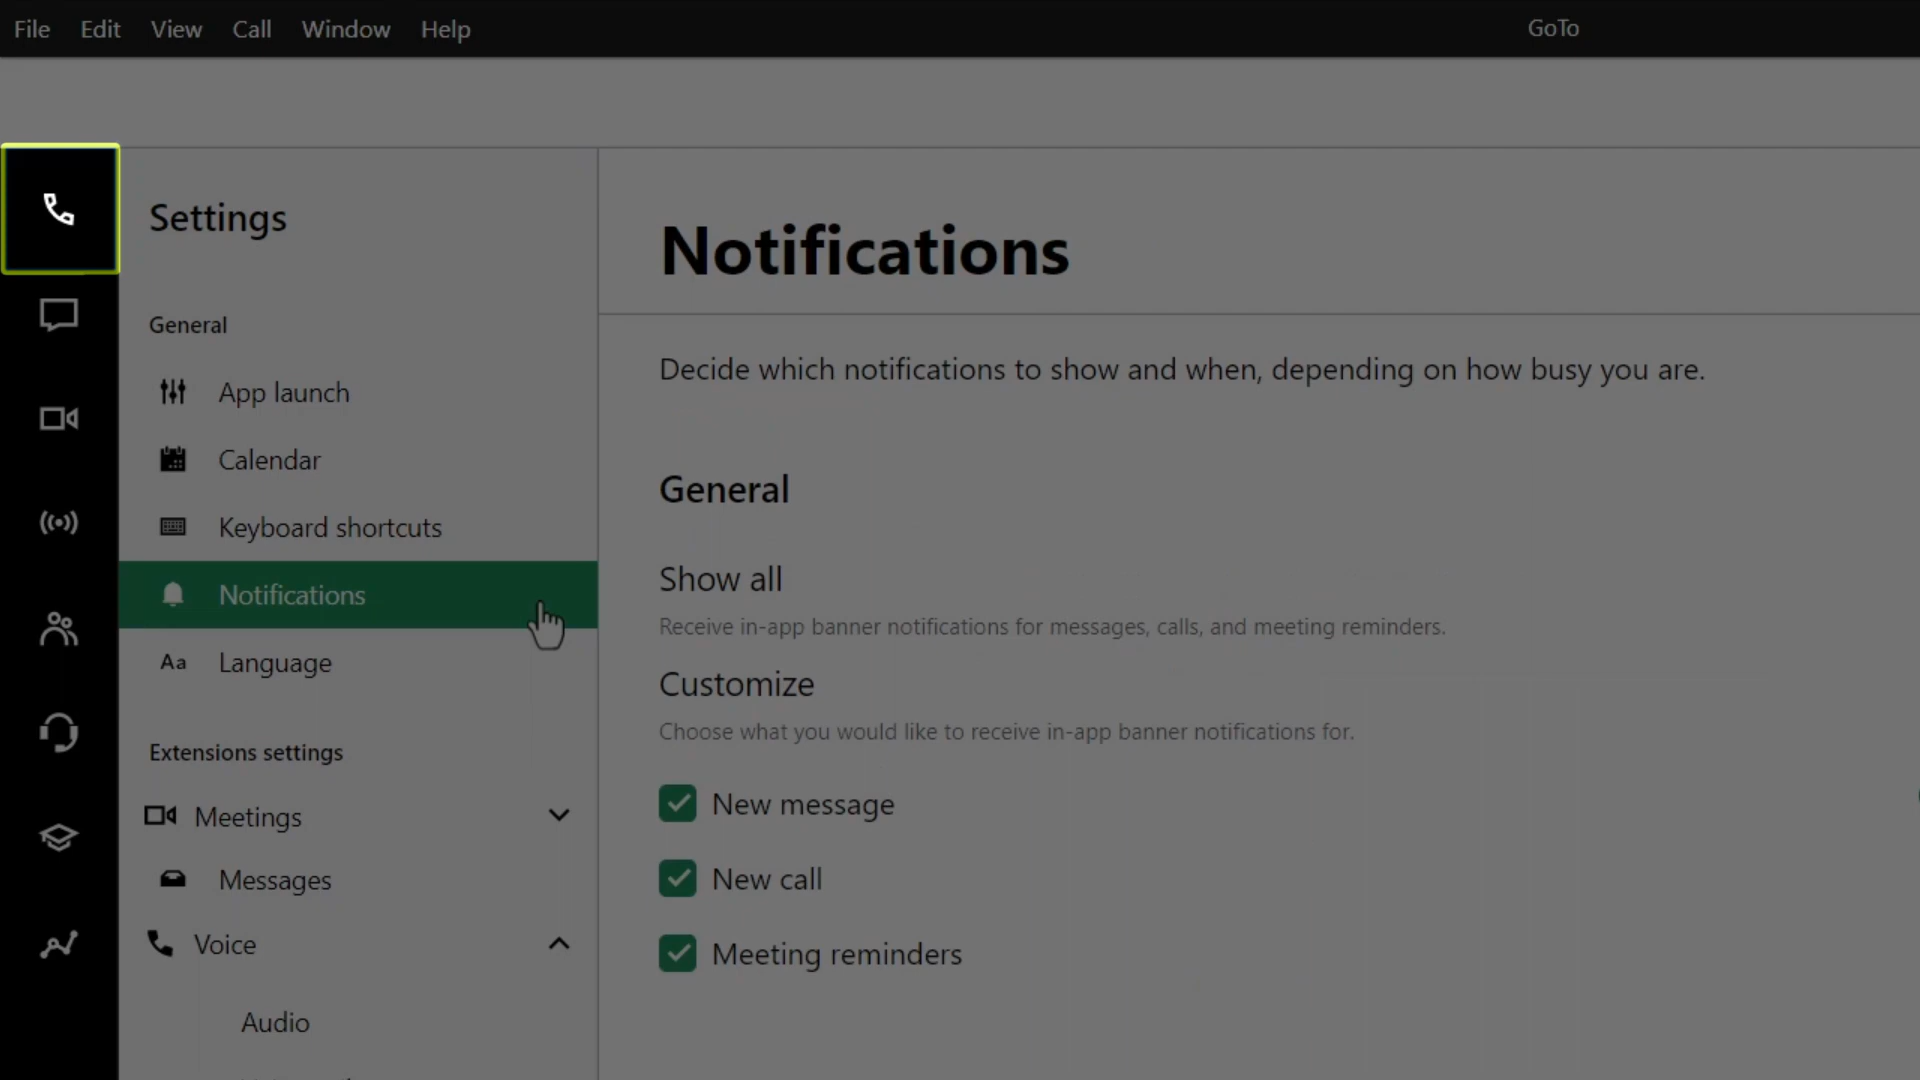 File Edit View Call Window Help GoTo
Settings
General
App launch
Calendar
Keyboard shortcuts
Notifications
Aa Language
Extensions settings
Meetings
Messages
Voice
Audio
Notifications
Decide which notifications to show and when, depending on how busy you are.
General
Show all
Receive in-app banner notifications for messages, calls, and meeting reminders.
Customize
Choose what you would like to receive in-app banner notifications for.
New message
New call
Meeting reminders